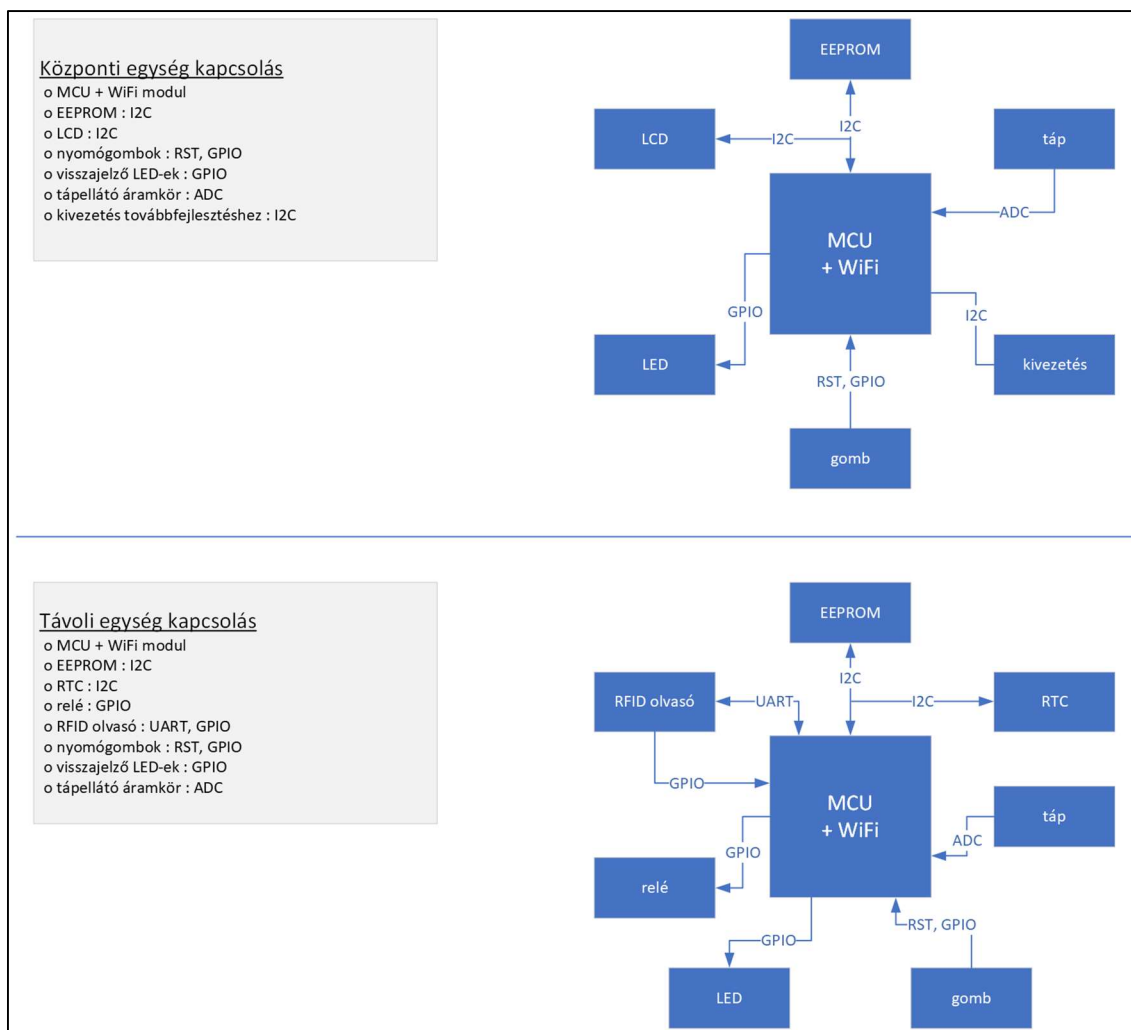 Központi egység kapcsolás
o MCU + WiFi modul
o EEPROM : I2C
o LCD : I2C
o nyomógombok : RST, GPIO
o visszajelző LED-ek : GPIO
o tápellátó áramkör : ADC
o kivezetés továbbfejlesztéshez : I2C
EEPROM
I2C
LCD
I2C
táp
ADC
MCU
+ WiFi
GPIO
I2C
LED
kivezetés
RST, GPIO
gomb
Távoli egység kapcsolás
o MCU + WiFi modul
o EEPROM : I2C
o RTC : I2C
o relé : GPIO
o RFID olvasó : UART, GPIO
o nyomógombok : RST, GPIO
o visszajelző LED-ek : GPIO
o tápellátó áramkör : ADC
EEPROM
I2C
RFID olvasó
UART
I2C
RTC
GPIO
MCU
+ WiFi
táp
ADC
GPIO
relé
RST, GPIO
GPIO
LED
gomb